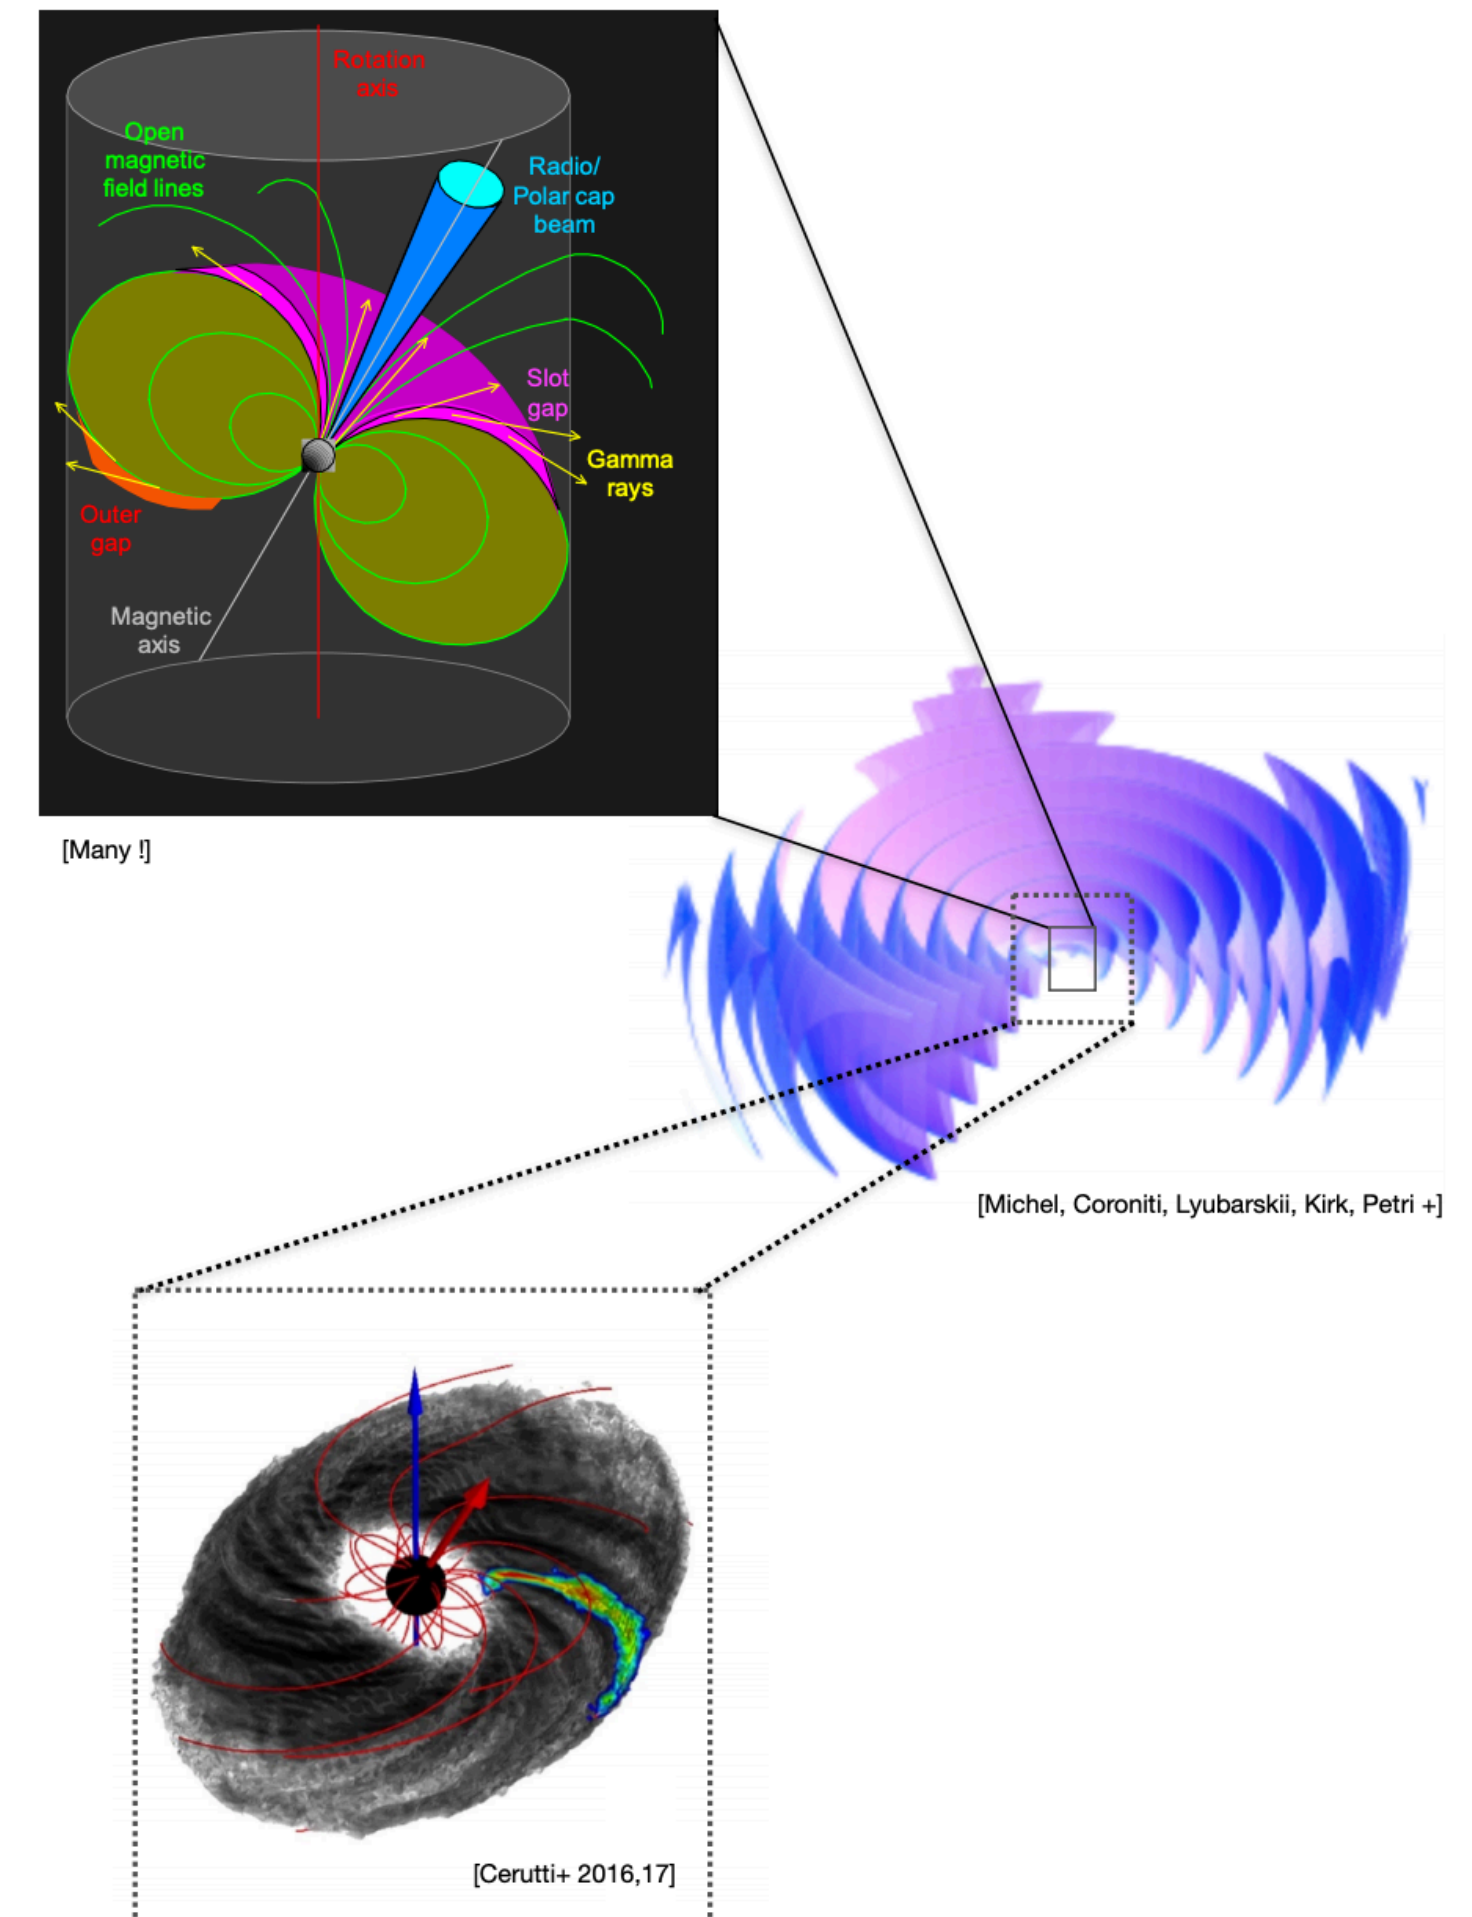 Rotation
axis
Open
magnetic
field lines
Radio/
Polar cap
beam
Slot
gap
Gamma
rays
Outer
gap
Magnetic
axis
[Many !]
[Michel, Coroniti, Lyubarskii, Kirk, Petri +]
[Cerutti+ 2016,17]